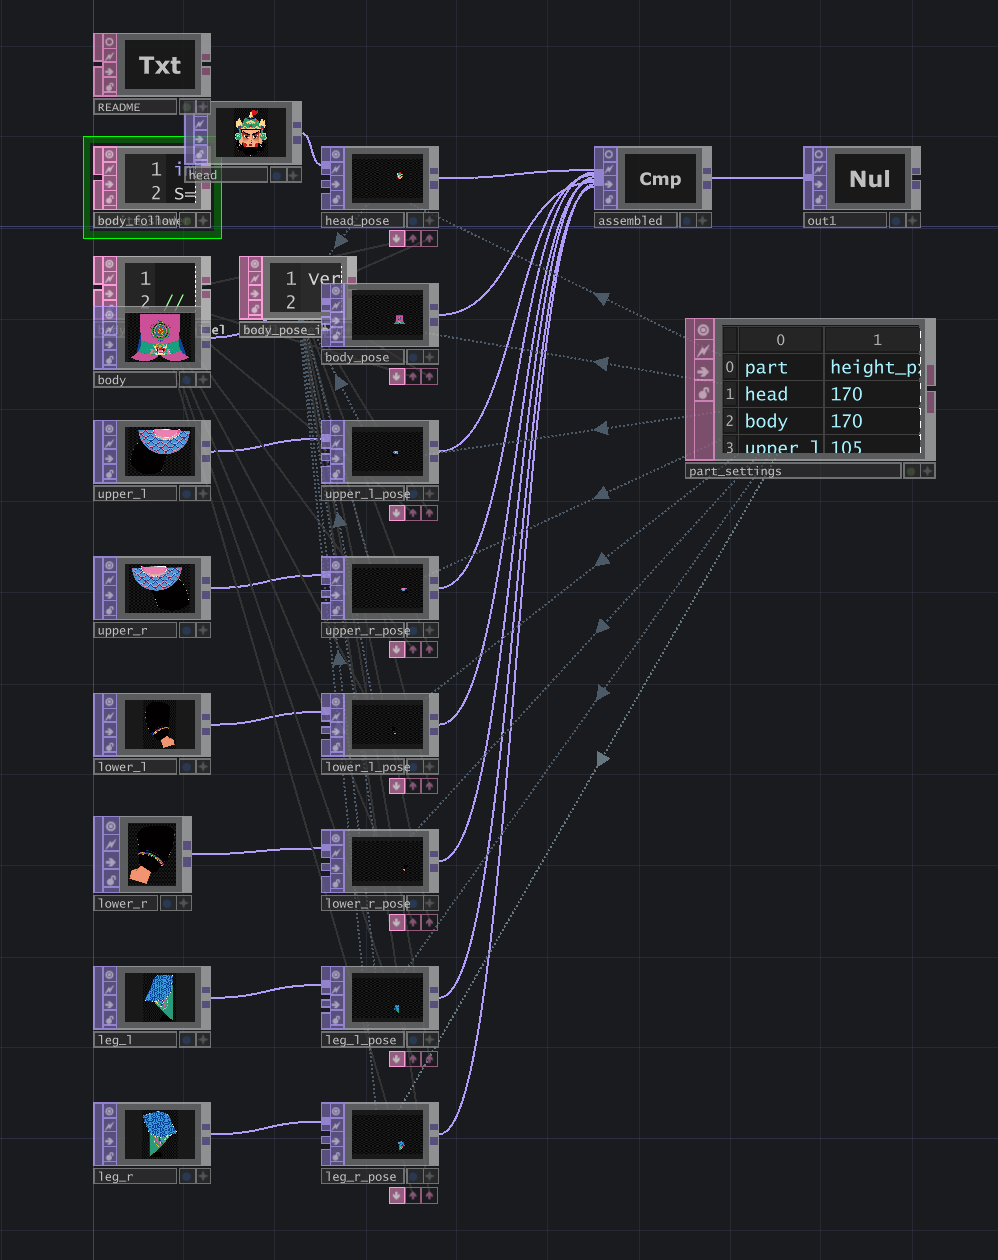 Txt
README
head
1 i
2 S=
body_followe
head_pose
Cmp
assembled
Nul
out1
1
2 //
el
body
1 Ver
2
body_pose_i
body_pose
0 1
0 part height_p
1 head 170
2 body 170
3 upper_l 105
part_settings
upper_l
upper_l_pose
upper_r
upper_r_pose
lower_l
lower_l_pose
lower_r
lower_r_pose
leg_l
leg_l_pose
leg_r
leg_r_pose